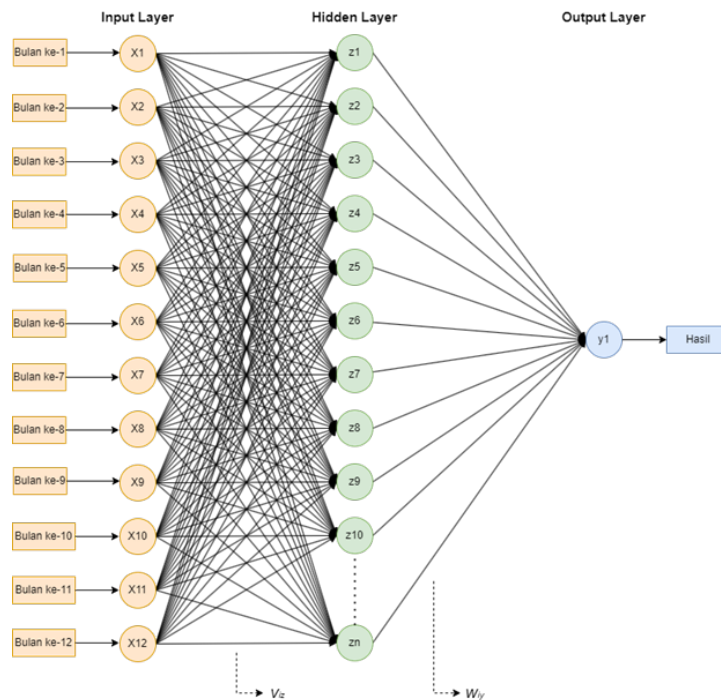 Input Layer
Hidden Layer
Output Layer
Bulan ke-1
X1
z1
Bulan ke-2
X2
z2
Bulan ke-3
X3
z3
Bulan ke-4
X4
z4
Bulan ke-5
X5
z5
Bulan ke-6
X6
z6
y1
Hasil
Bulan ke-7
X7
z7
Bulan ke-8
X8
z8
Bulan ke-9
X9
z9
Bulan ke-10
X10
z10
Bulan ke-11
X11
Bulan ke-12
X12
zn
Viz
Wiy